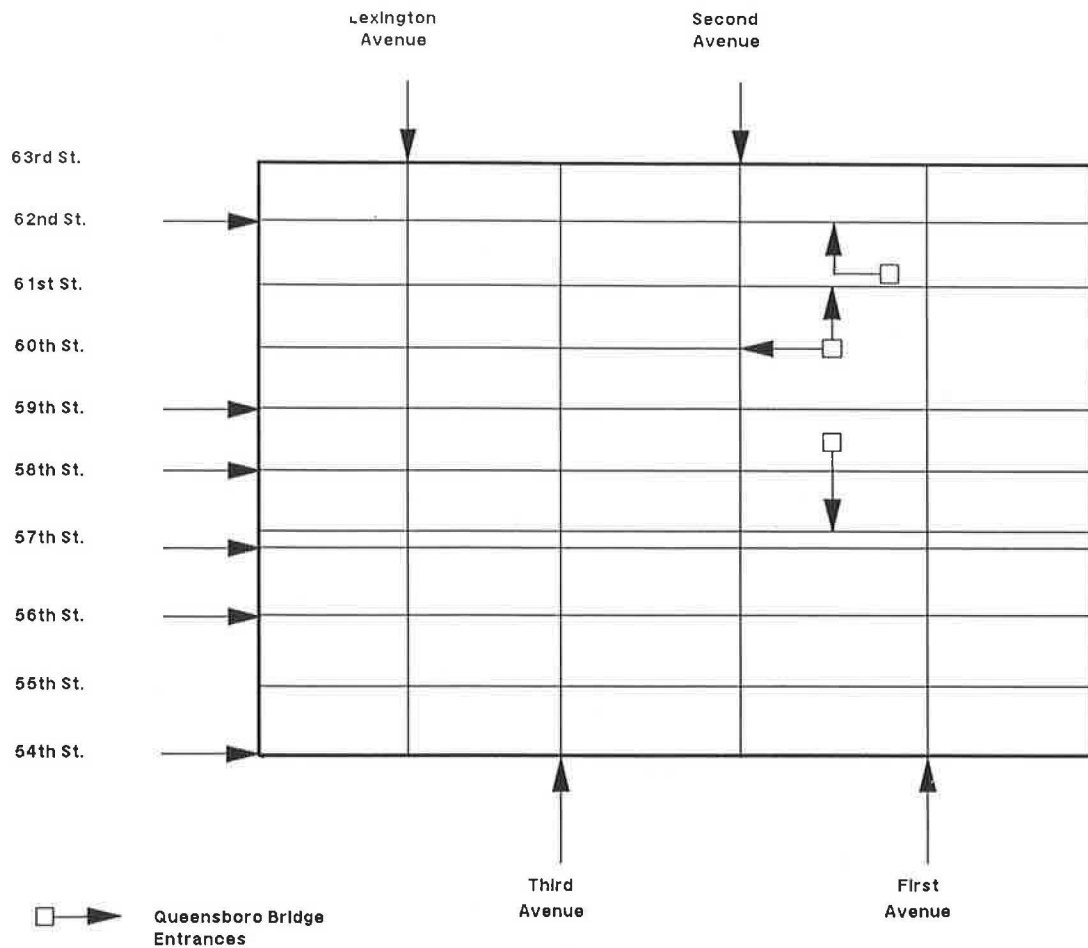 Lexington
Avenue
Second
Avenue
63rd St.
62nd St.
61st St.
60th St.
59th St.
58th St.
57th St.
56th St.
55th St.
54th St.
Third
Avenue
First
Avenue
Queensboro Bridge
Entrances